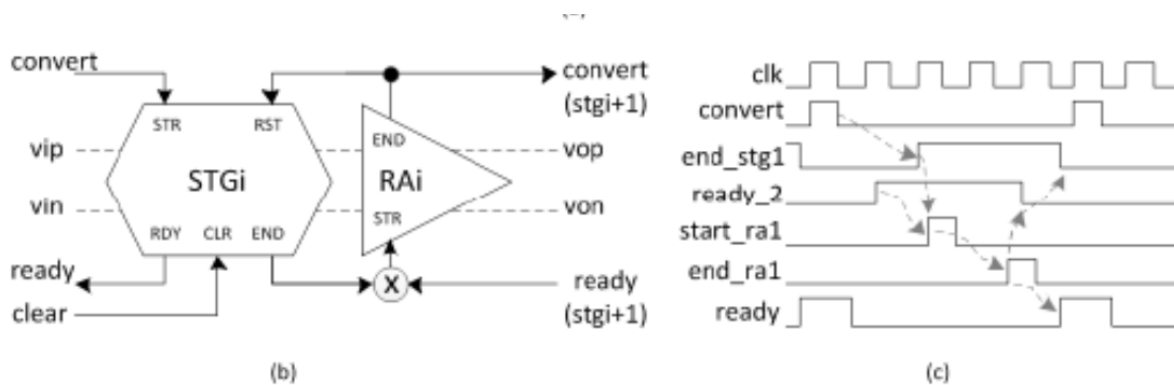 convert
convert
(stgi+1)
STR
RST
END
vip
vop
STGi
RAi
vin
von
STR
RDY
CLR
END
ready
X
ready
(stgi+1)
clear
(b)
clk
convert
end_stg1
ready_2
start_ra1
end_ra1
ready
(c)